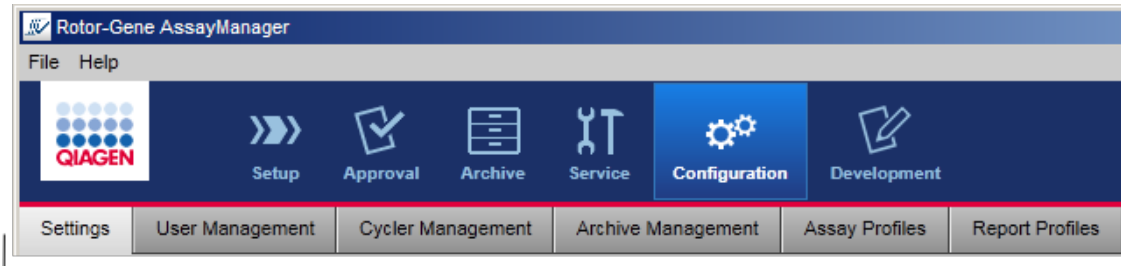 Rotor-Gene AssayManager
File Help
QIAGEN
Setup Approval Archive Service Configuration Development
Settings User Management Cycler Management Archive Management Assay Profiles Report Profiles